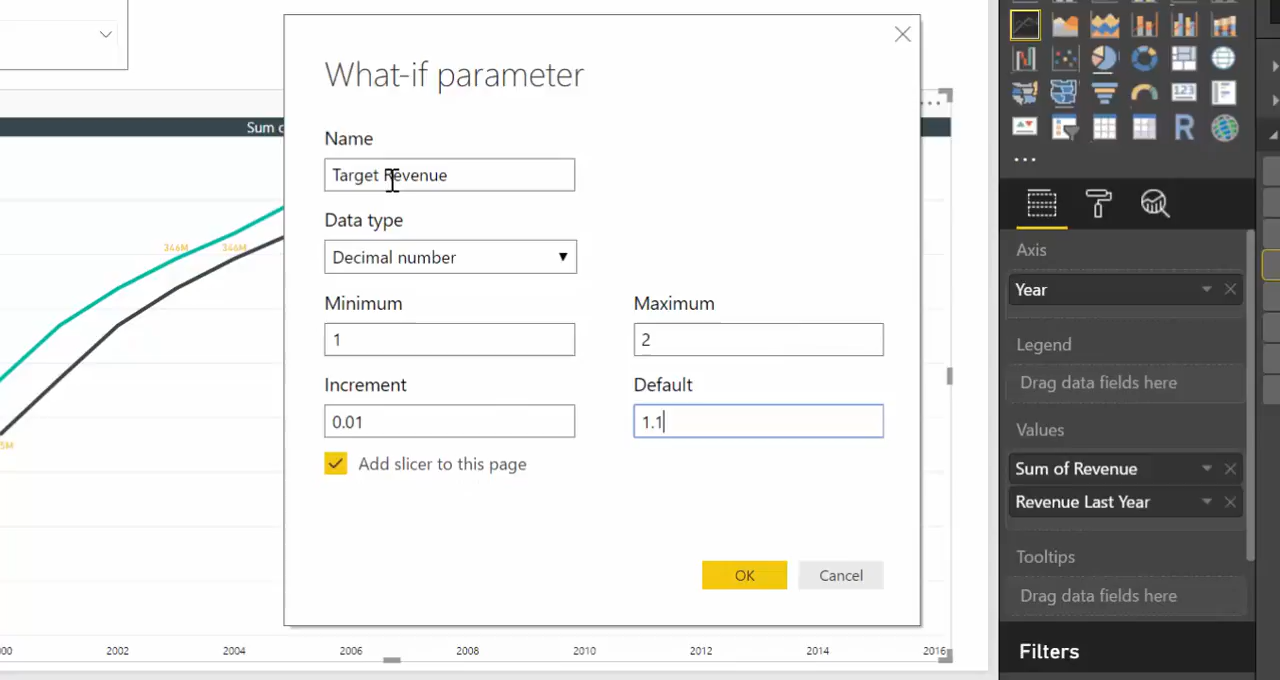 What-if parameter
Name
Target Revenue
Data type
Decimal number
Minimum
Maximum
1
2
Increment
Default
0.01
1.1
Add slicer to this page
OK
Cancel
Sum
346M
346M
5M
00
2002
2004
2006
2008
2010
2012
2014
2016
123
R
Axis
Year
Legend
Drag data fields here
Values
Sum of Revenue
Revenue Last Year
Tooltips
Drag data fields here
Filters